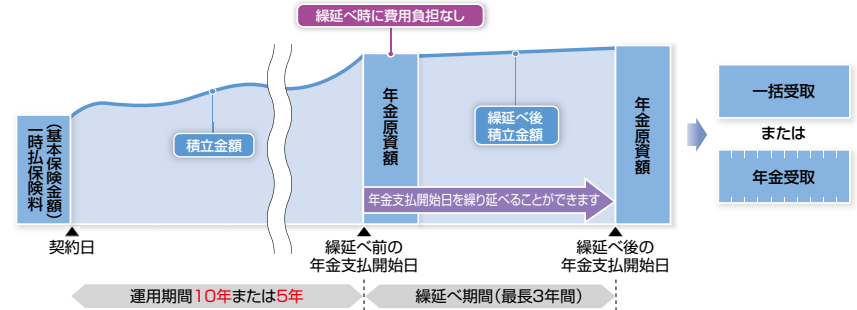 繰延べ時に費用負担なし
一時払保険料
(基本保険金額)
積立金額
年金原資額
繰延べ後
積立金額
年金原資額
年金支払開始日を繰り延べることができます
一括受取
または
年金受取
契約日
繰延べ前の
年金支払開始日
繰延べ後の
年金支払開始日
運用期間10年または5年
繰延べ期間(最長3年間)